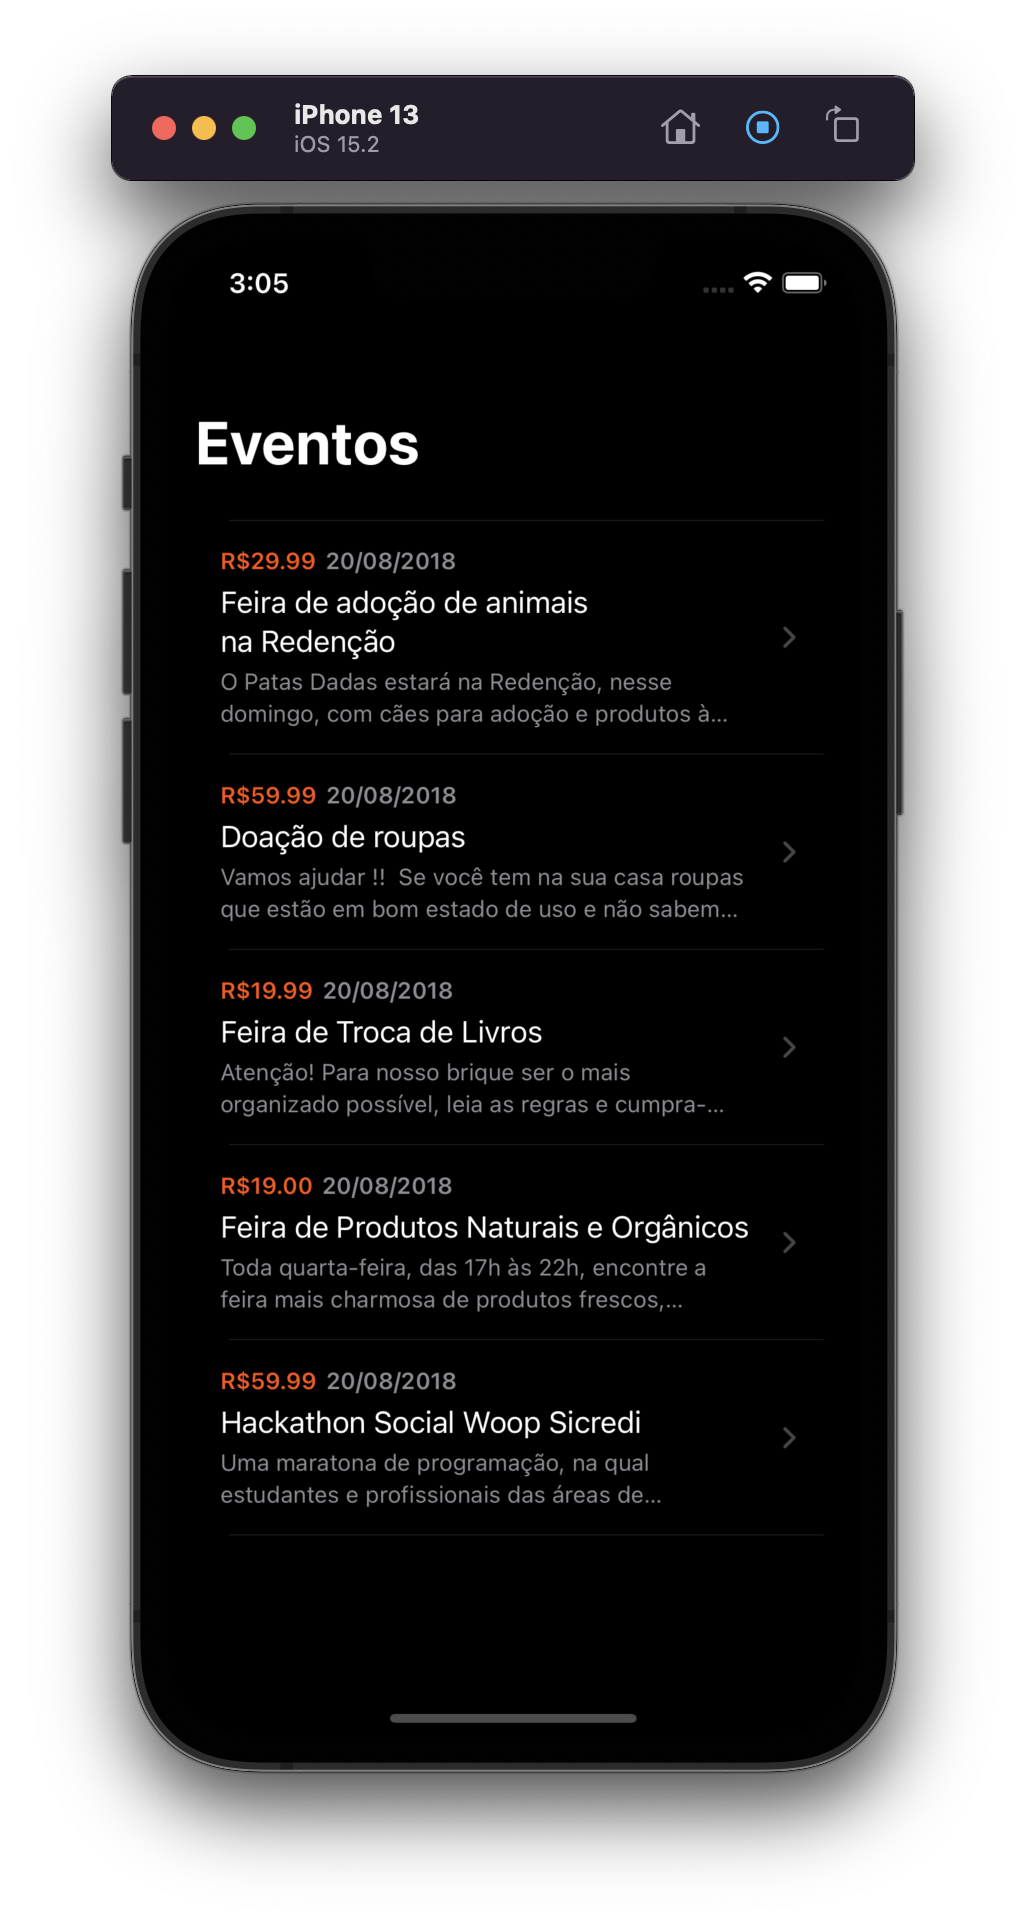 iPhone 13
iOS 15.2
3:05
Eventos
R$29.99 20/08/2018
Feira de adoção de animais
na Redenção
O Patas Dadas estará na Redenção, nesse
domingo, com cães para adoção e produtos à...
R$59.99 20/08/2018
Doação de roupas
Vamos ajudar !!  Se você tem na sua casa roupas
que estão em bom estado de uso e não sabem...
R$19.99 20/08/2018
Feira de Troca de Livros
Atenção! Para nosso brique ser o mais
organizado possível, leia as regras e cumpra-...
R$19.00 20/08/2018
Feira de Produtos Naturais e Orgânicos
Toda quarta-feira, das 17h às 22h, encontre a
feira mais charmosa de produtos frescos,...
R$59.99 20/08/2018
Hackathon Social Woop Sicredi
Uma maratona de programação, na qual
estudantes e profissionais das áreas de...